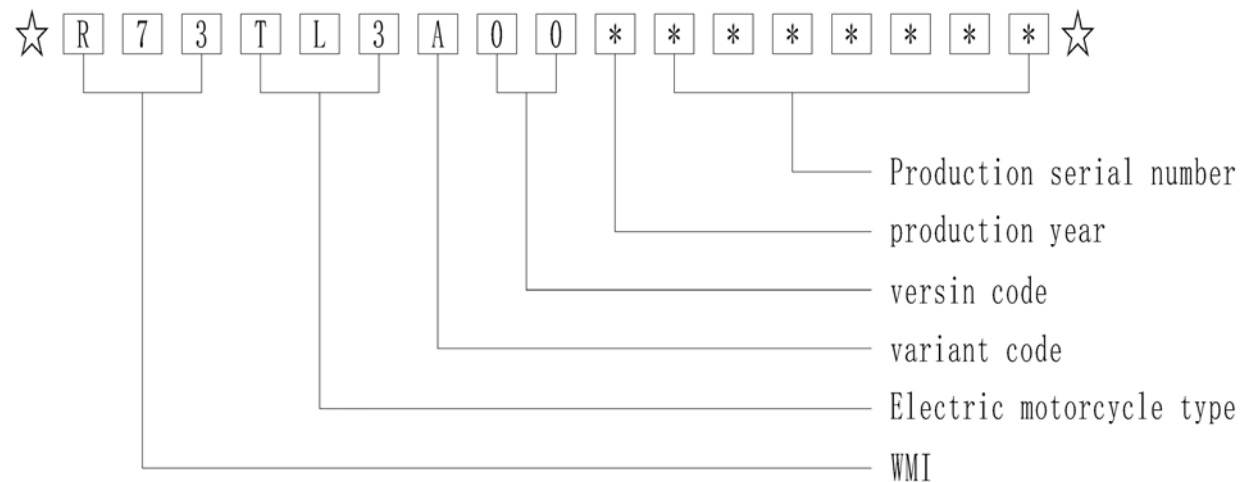 ☆ R 7 3 T L 3 A 0 0 * * * * * * * * ☆
Production serial number
production year
versin code
variant code
Electric motorcycle type
WMI